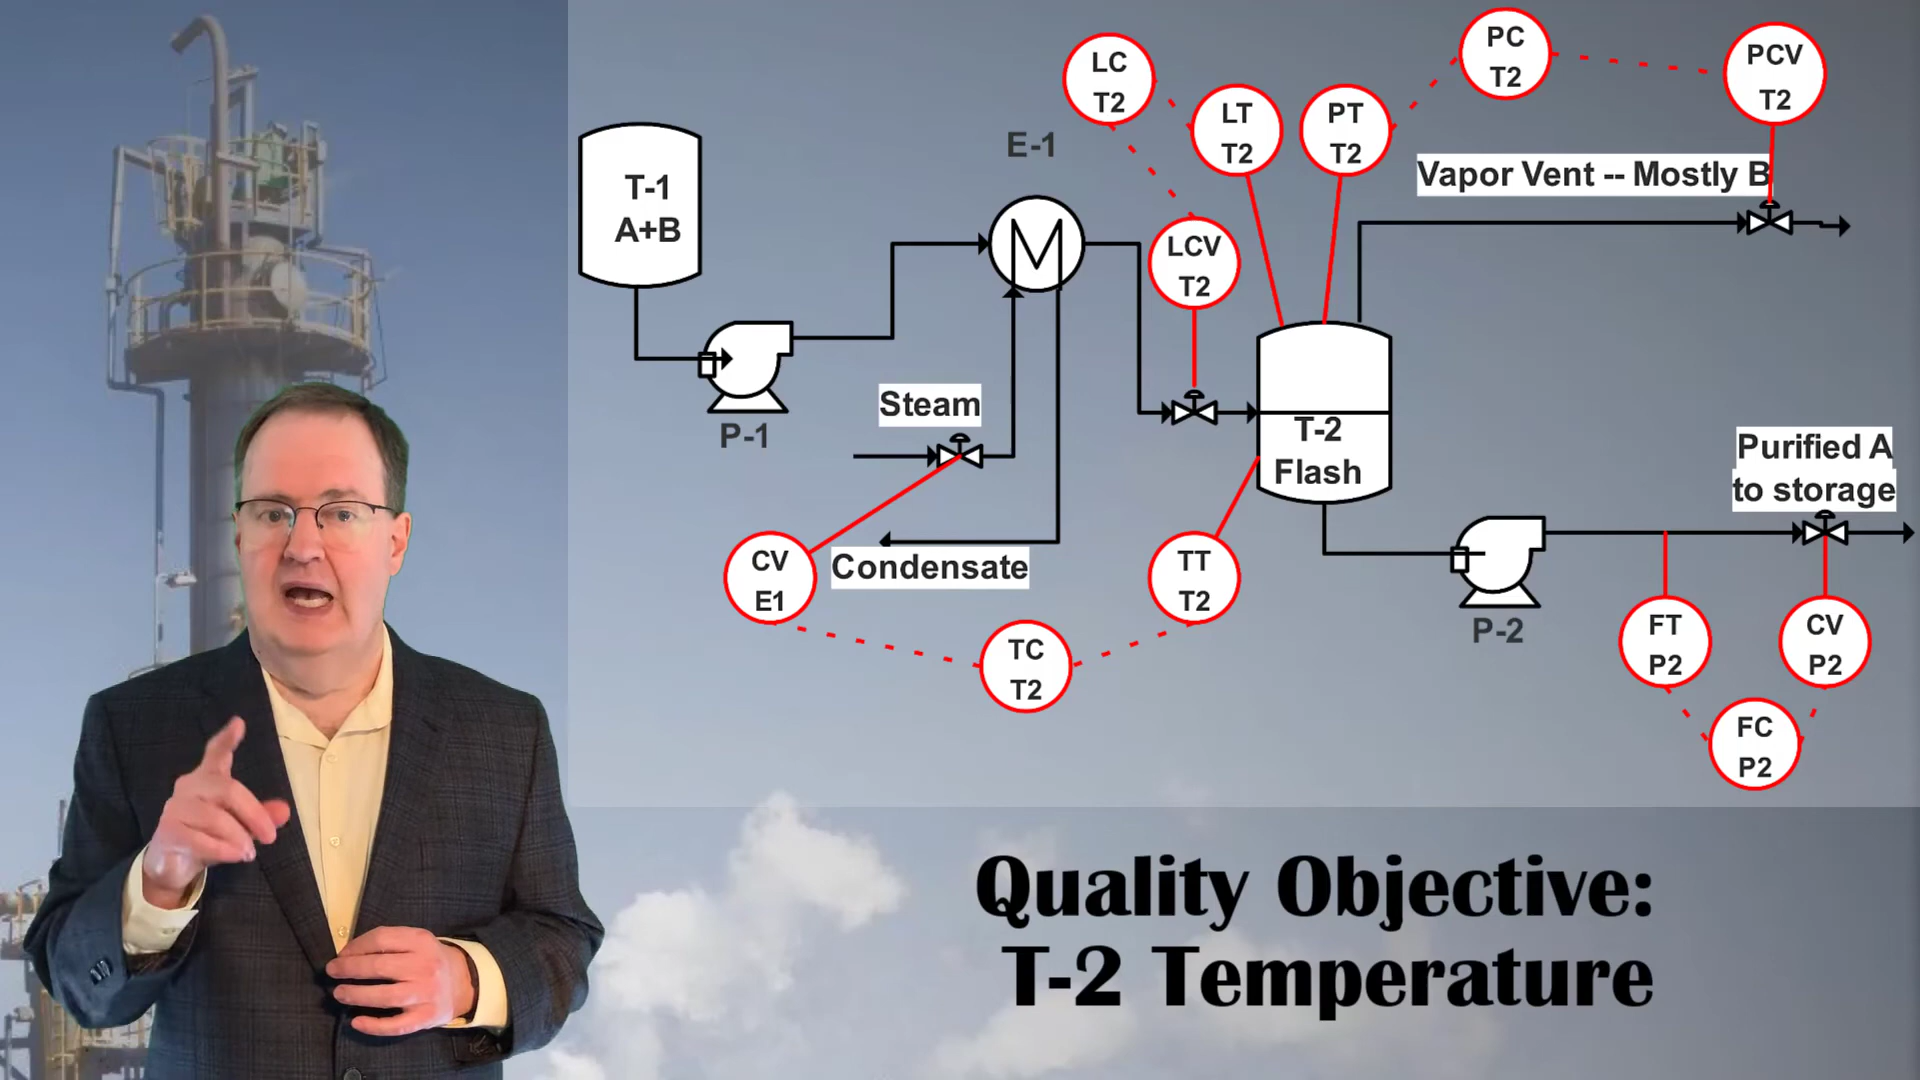 T-1
A+B
P-1
E-1
Steam
Condensate
CV
E1
TC
T2
TT
T2
LC
T2
LCV
T2
LT
T2
PT
T2
PC
T2
PCV
T2
Vapor Vent -- Mostly B
T-2
Flash
P-2
Purified A
to storage
FT
P2
CV
P2
FC
P2
Quality Objective:
T-2 Temperature